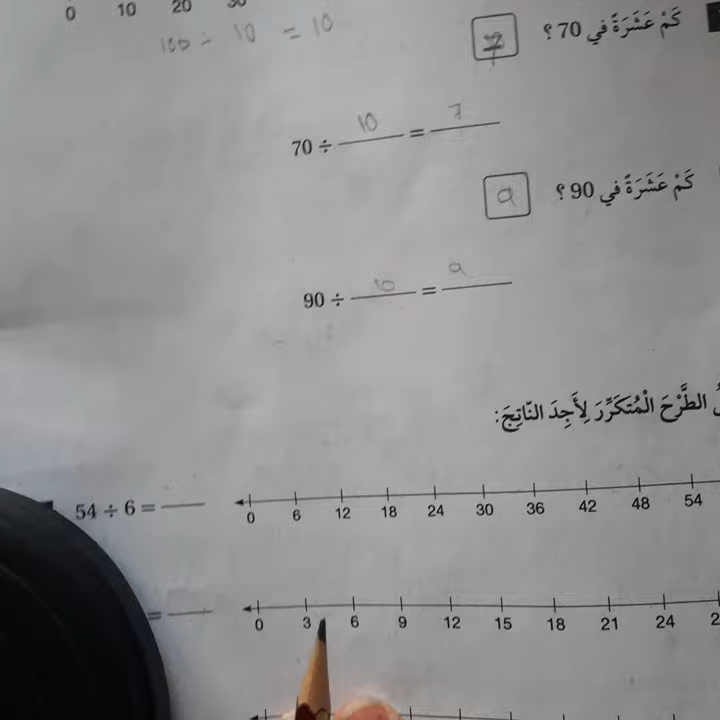 0 10 20 30
100 ÷ 10 = 10
كَمْ عَشَرَةً في 70 ؟ 7
70 ÷ 10 = 7
كَمْ عَشَرَةً في 90 ؟ 9
90 ÷ 10 = 9
الطَّرْحَ الْمُتَكَرِّرَ لِأَجِدَ النّاتِجَ:
54 ÷ 6 =
0 6 12 18 24 30 36 42 48 54
=
0 3 6 9 12 15 18 21 24